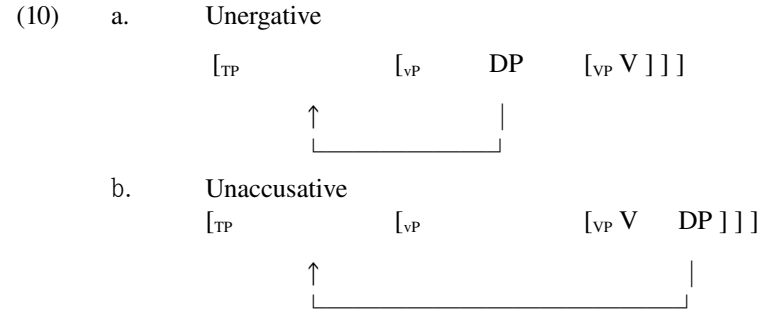 (10) a. Unergative
[TP [vP DP [VP V ] ] ]
b. Unaccusative
[TP [vP [VP V DP ] ] ]